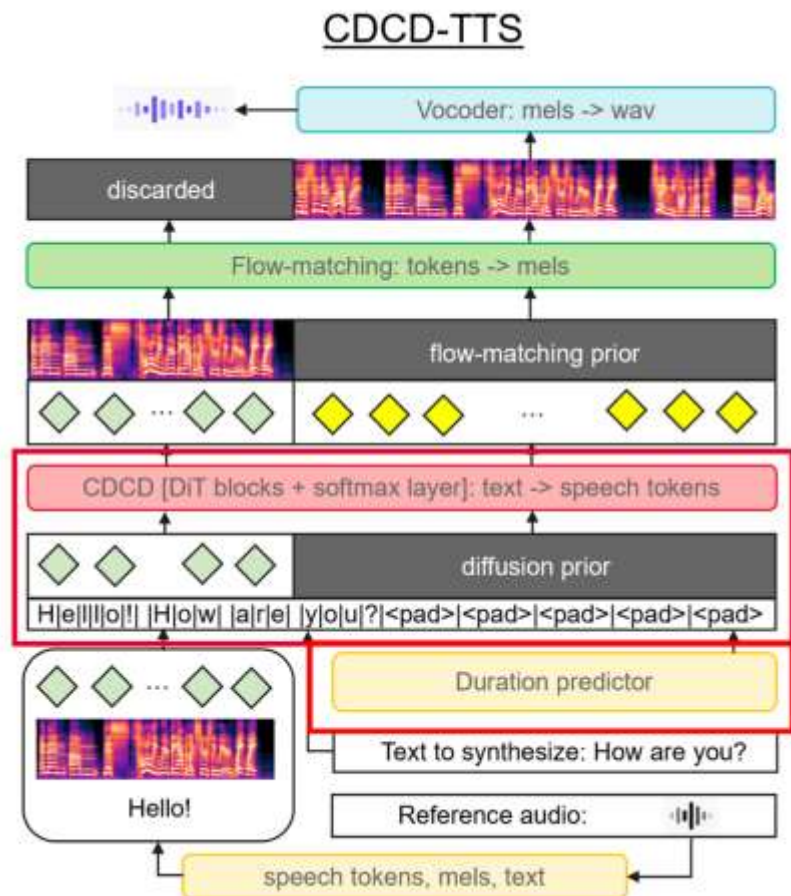 CDCD-TTS
Vocoder: mels -> wav
discarded
Flow-matching: tokens -> mels
flow-matching prior
...
...
CDCD [DiT blocks + softmax layer]: text -> speech tokens
diffusion prior
H|e|l|l|o|!| |H|o|w| |a|r|e| |y|o|u|?|<pad>|<pad>|<pad>|<pad>|<pad>
...
Duration predictor
Text to synthesize: How are you?
Hello!
Reference audio:
speech tokens, mels, text